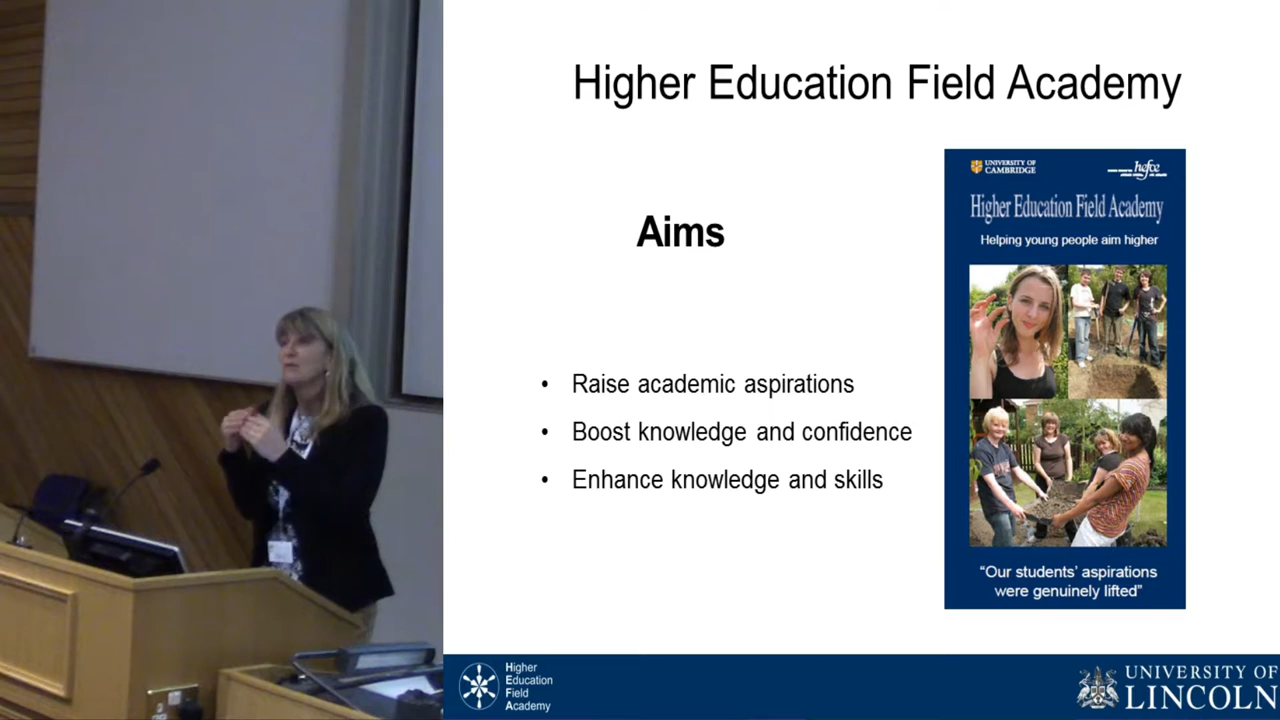 Higher Education Field Academy
Aims
• Raise academic aspirations
• Boost knowledge and confidence
• Enhance knowledge and skills
UNIVERSITY OF
CAMBRIDGE
hefce
Higher Education Field Academy
Helping young people aim higher
“Our students’ aspirations
were genuinely lifted”
Higher
Education
Field
Academy
UNIVERSITY OF
LINCOLN